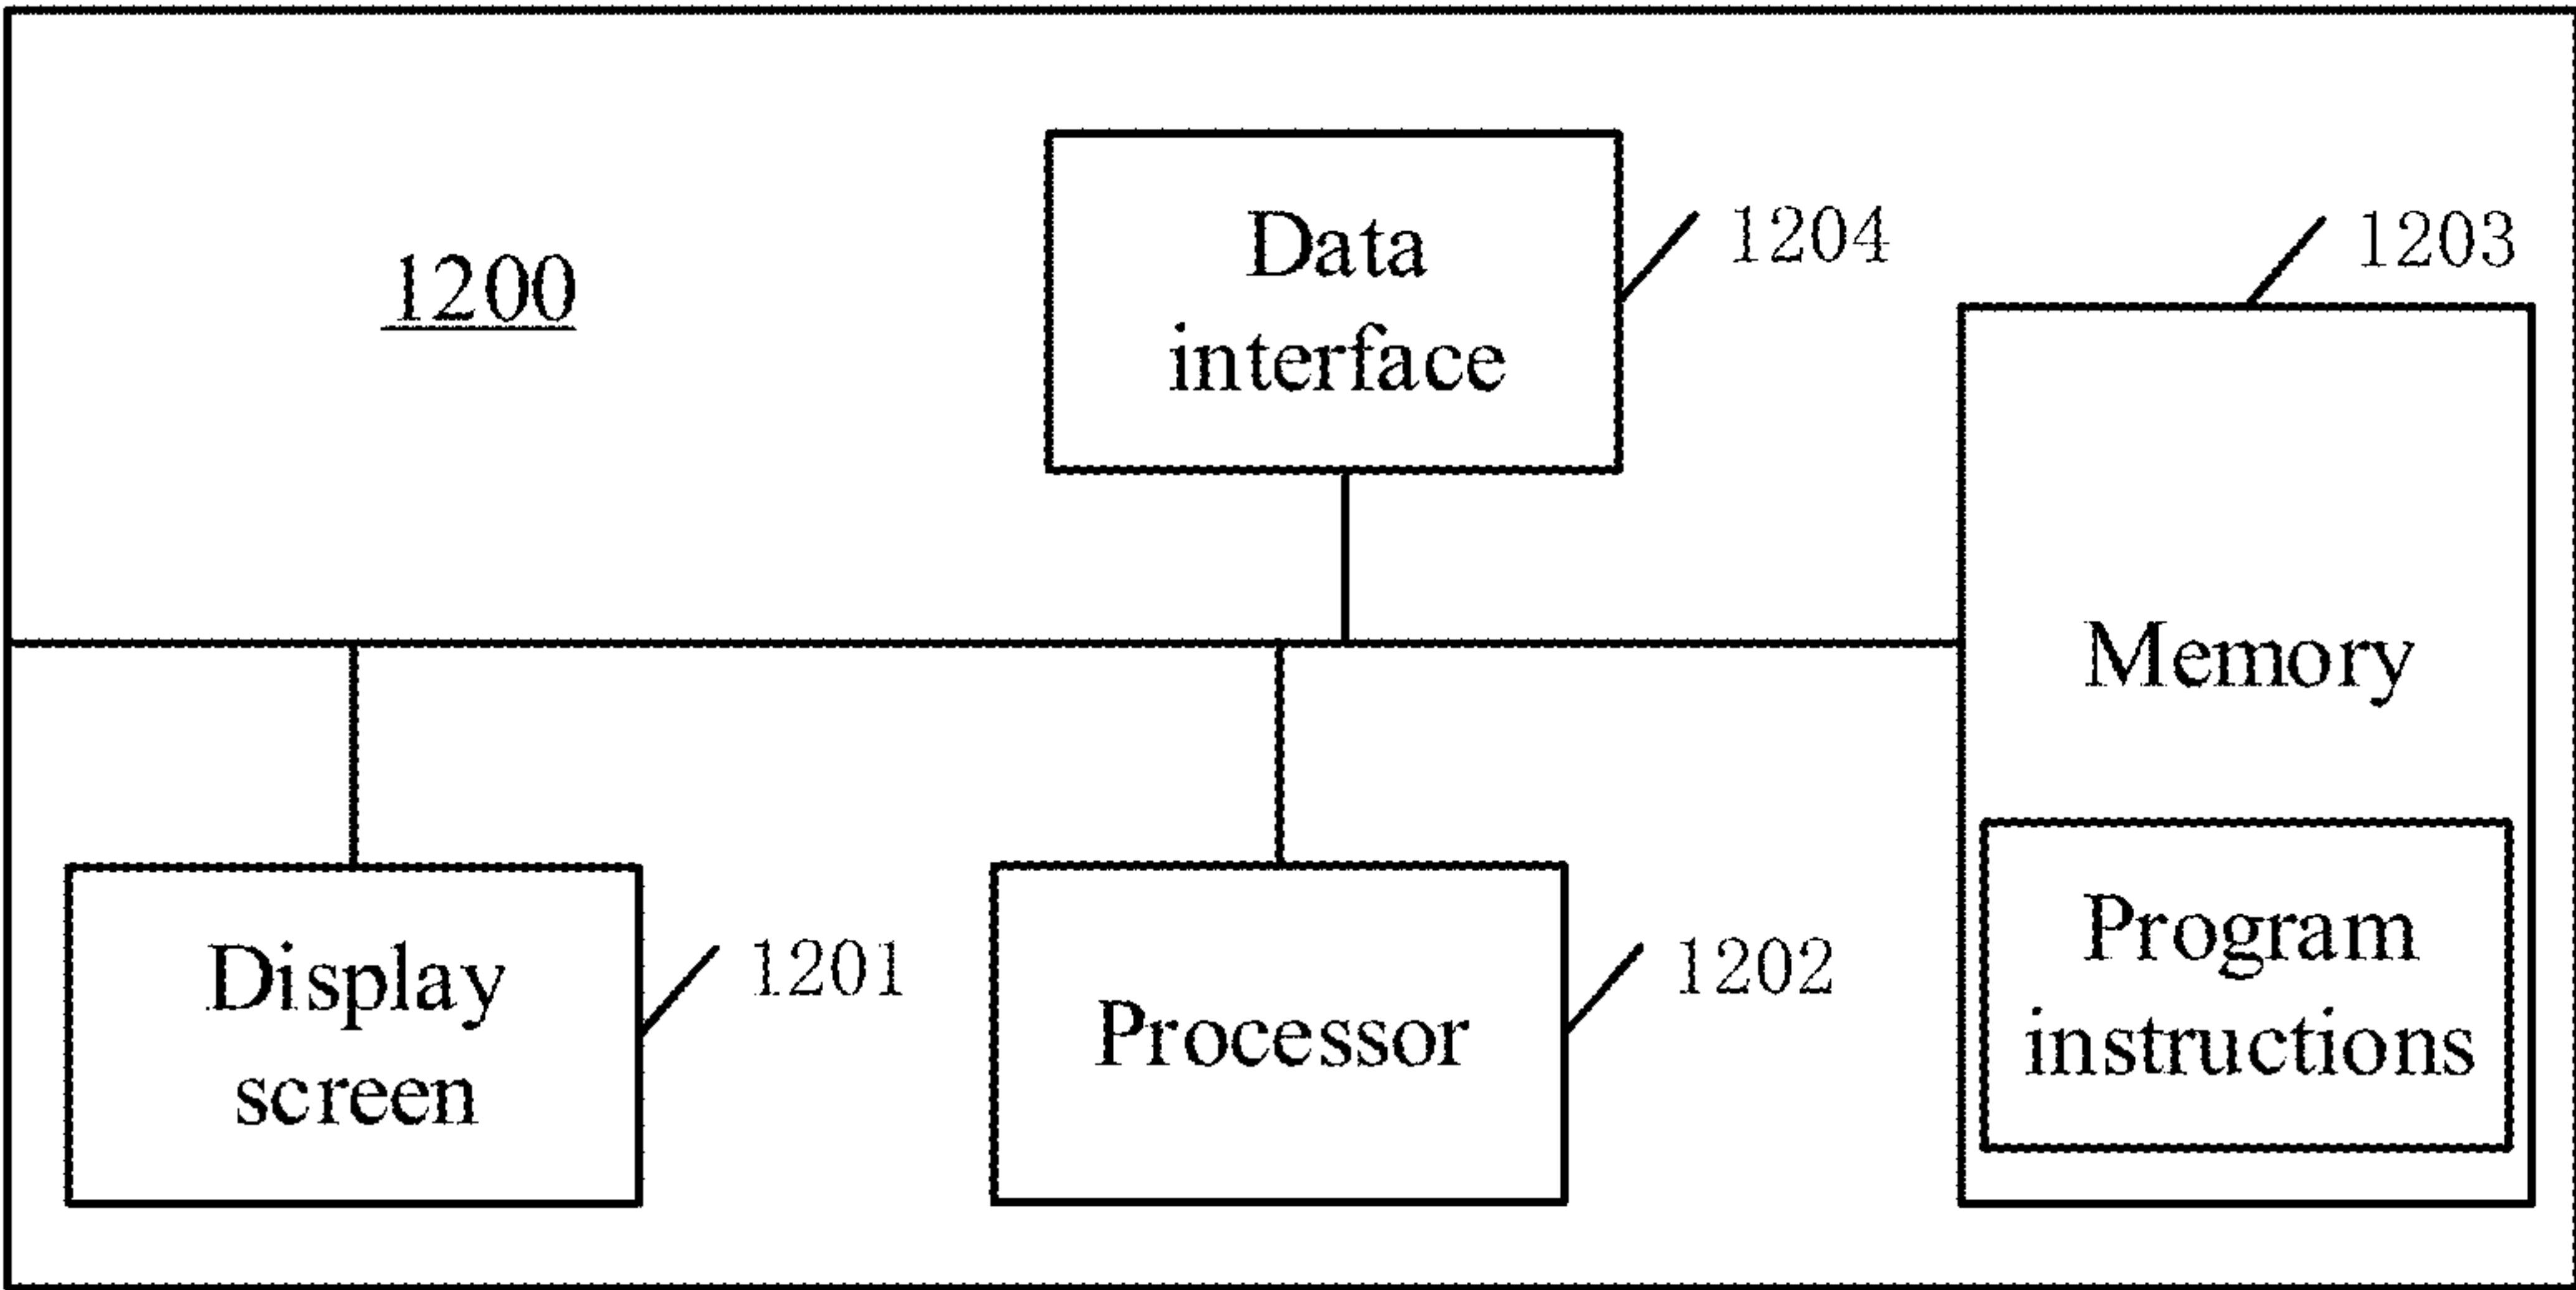 1200
Data
interface
1204
1203
Memory
Program
instructions
Display
screen
1201
Processor
1202